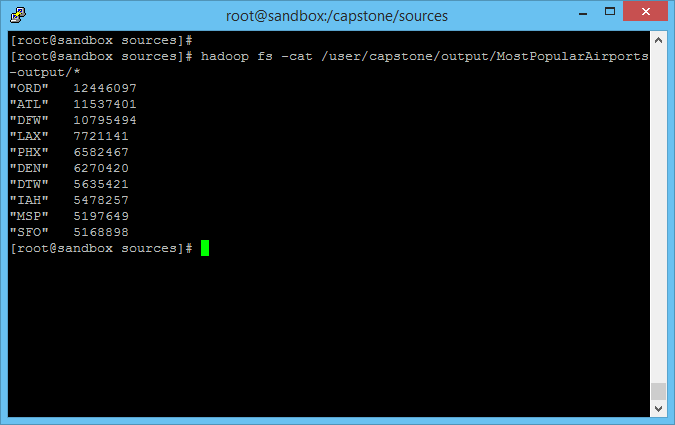 root@sandbox:/capstone/sources
[root@sandbox sources]#
[root@sandbox sources]# hadoop fs -cat /user/capstone/output/MostPopularAirports
-output/*
"ORD"   12446097
"ATL"   11537401
"DFW"   10795494
"LAX"   7721141
"PHX"   6582467
"DEN"   6270420
"DTW"   5635421
"IAH"   5478257
"MSP"   5197649
"SFO"   5168898
[root@sandbox sources]#